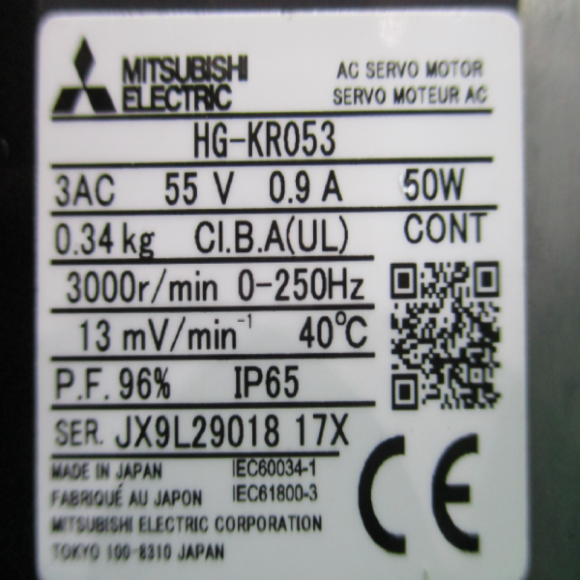 MITSUBISHI
ELECTRIC
AC SERVO MOTOR
SERVO MOTEUR AC
HG-KR053
3AC 55 V 0.9 A 50W
0.34 kg Cl.B.A(UL) CONT
3000r/min 0-250Hz
13 mV/min⁻¹ 40℃
P.F. 96% IP65
SER. JX9L29018 17X
MADE IN JAPAN IEC60034-1
FABRIQUÉ AU JAPON IEC61800-3
MITSUBISHI ELECTRIC CORPORATION
TOKYO 100-8310 JAPAN
CE